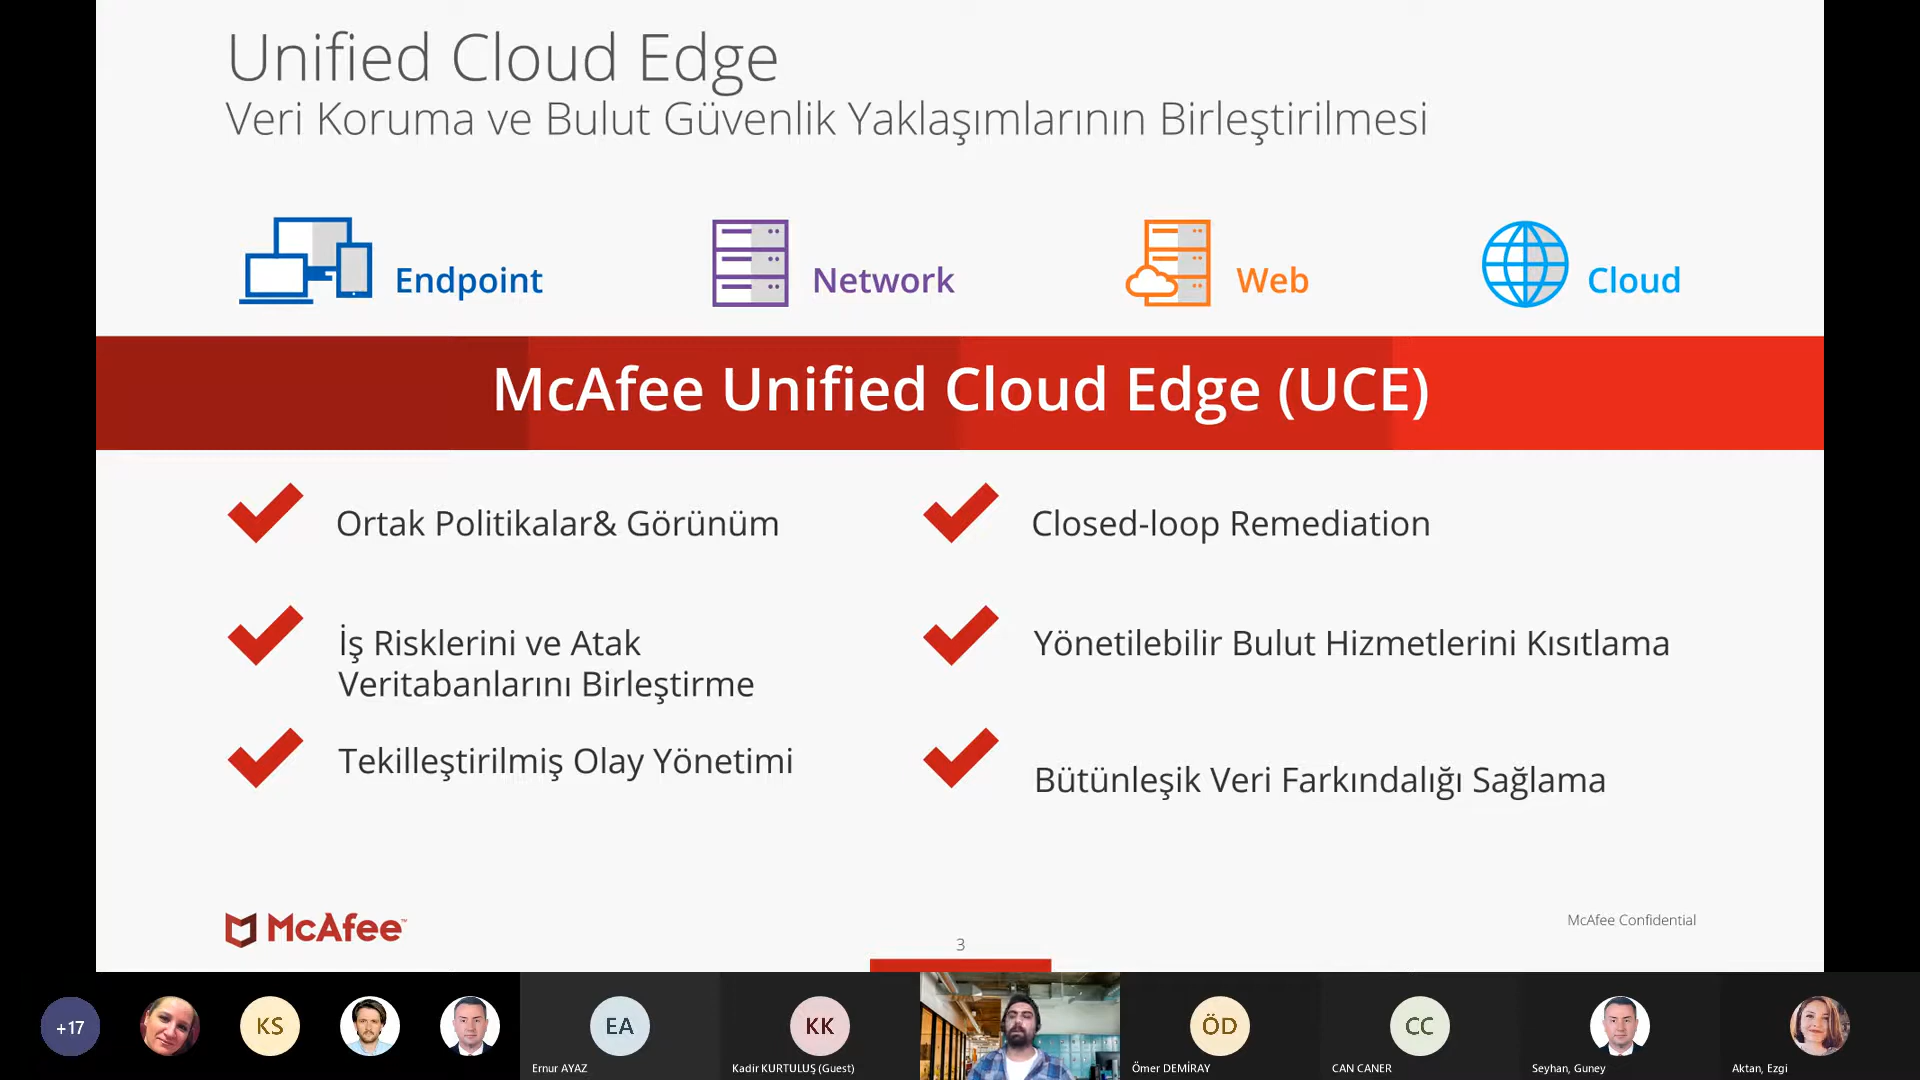 Unified Cloud Edge
Veri Koruma ve Bulut Güvenlik Yaklaşımlarının Birleştirilmesi
Endpoint
Network
Web
Cloud
McAfee Unified Cloud Edge (UCE)
Ortak Politikalar& Görünüm
Closed-loop Remediation
İş Risklerini ve Atak
Veritabanlarını Birleştirme
Yönetilebilir Bulut Hizmetlerini Kısıtlama
Tekilleştirilmiş Olay Yönetimi
Bütünleşik Veri Farkındalığı Sağlama
McAfee™
McAfee Confidential
3
+17
KS
EA
KK
ÖD
CC
Ernur AYAZ
Kadir KURTULUŞ (Guest)
Ömer DEMİRAY
CAN CANER
Seyhan, Guney
Aktan, Ezgi